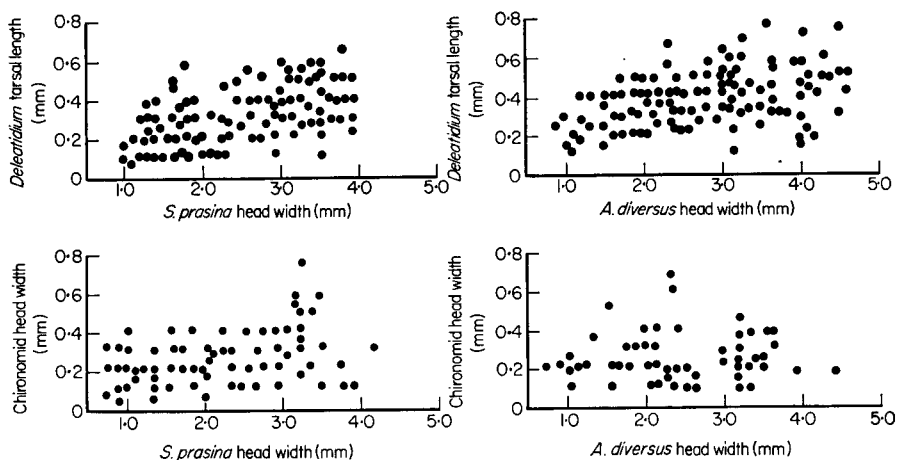 Deleatidium tarsal length
(mm)
0·8
0·6
0·4
0·2
0
1·0 2·0 3·0 4·0 5·0
S. prasina head width (mm)
Deleatidium tarsal length
(mm)
0·8
0·6
0·4
0·2
0
1·0 2·0 3·0 4·0 5·0
A. diversus head width (mm)
Chironomid head width
(mm)
0·8
0·6
0·4
0·2
0
1·0 2·0 3·0 4·0 5·0
S. prasina head width (mm)
Chironomid head width
(mm)
0·8
0·6
0·4
0·2
0
1·0 2·0 3·0 4·0 5·0
A. diversus head width (mm)